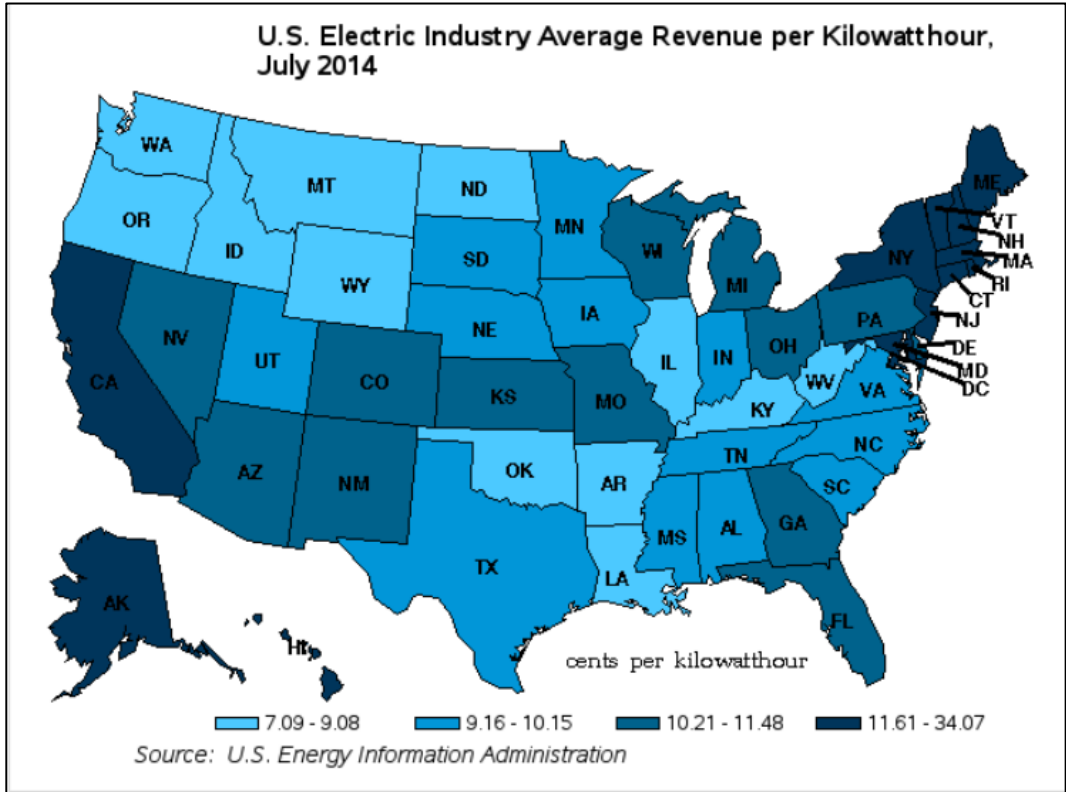 U.S. Electric Industry Average Revenue per Kilowatthour,
July 2014
WA
MT
ND
OR
ID
WY
SD
MN
WI
MI
NY
ME
VT
NH
MA
RI
CT
NJ
DE
MD
DC
PA
CA
NV
UT
CO
NE
KS
IA
MO
IL
IN
OH
WV
VA
KY
NC
TN
SC
AZ
NM
OK
AR
TX
LA
MS
AL
GA
FL
AK
HI
cents per kilowatthour
7.09 - 9.08 9.16 - 10.15 10.21 - 11.48 11.61 - 34.07
Source: U.S. Energy Information Administration